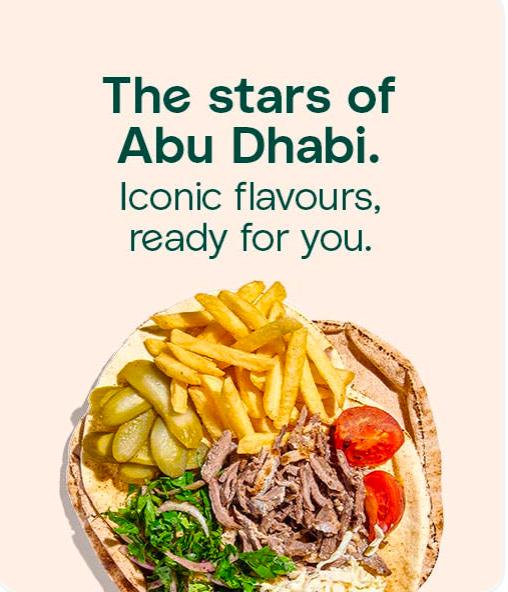 The stars of
Abu Dhabi.
Iconic flavours,
ready for you.